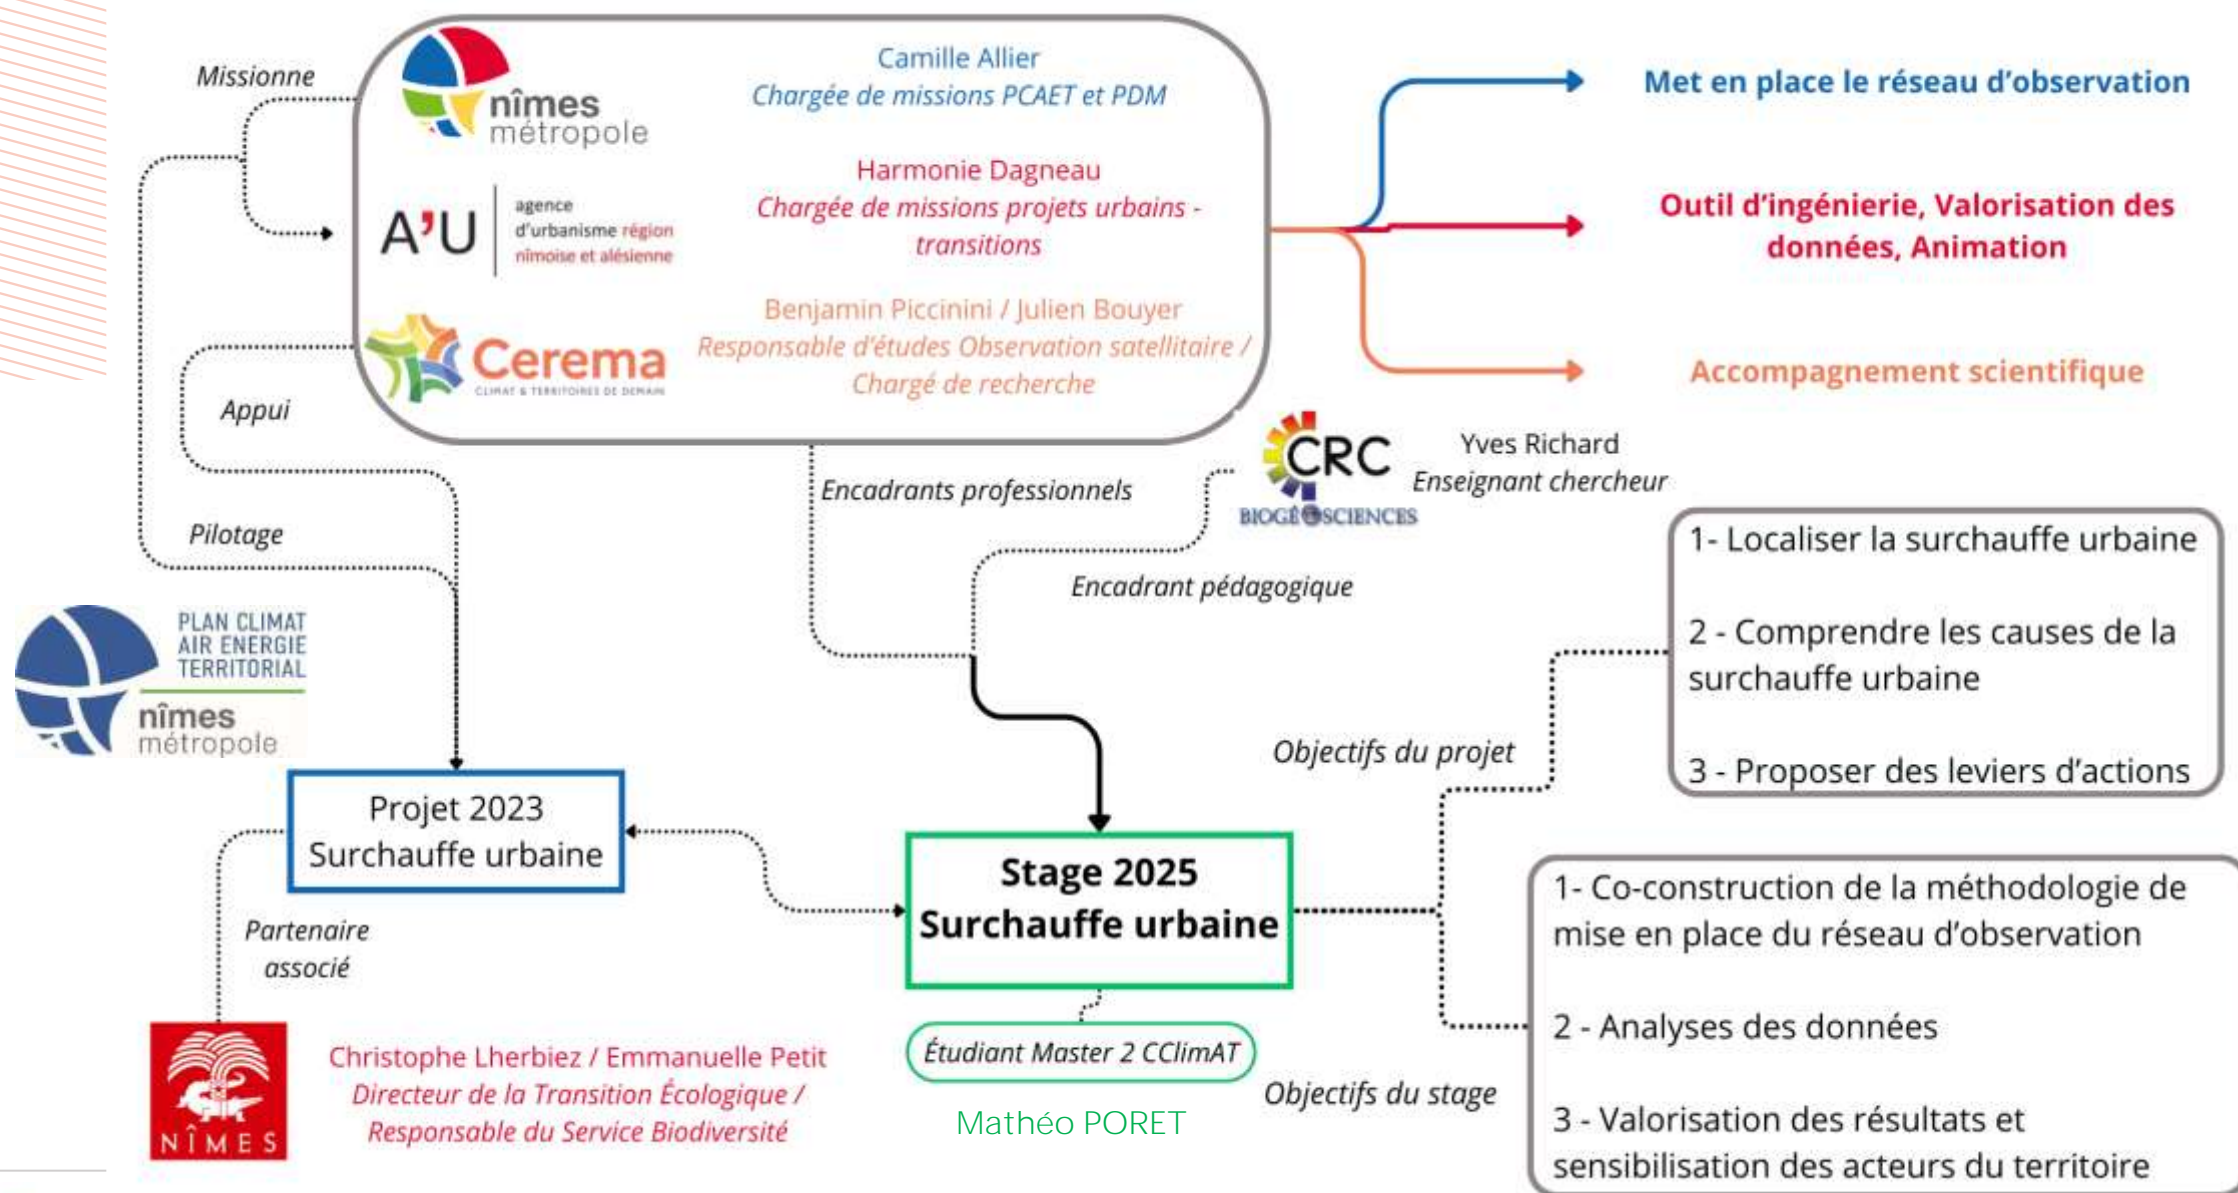 Missionne
nîmes
métropole
Camille Allier
Chargée de missions PCAET et PDM
Met en place le réseau d'observation
A'U
agence
d'urbanisme région
nîmoise et alésienne
Harmonie Dagneau
Chargée de missions projets urbains -
transitions
Outil d'ingénierie, Valorisation des
données, Animation
Cerema
CLIMAT & TERRITOIRES DE DEMAIN
Benjamin Piccinini / Julien Bouyer
Responsable d'études Observation satellitaire /
Chargé de recherche
Accompagnement scientifique
Appui
Pilotage
Encadrants professionnels
CRC
BIOGÉOSCIENCES
Yves Richard
Enseignant chercheur
Encadrant pédagogique
PLAN CLIMAT
AIR ENERGIE
TERRITORIAL
nîmes
métropole
1- Localiser la surchauffe urbaine
2 - Comprendre les causes de la
surchauffe urbaine
3 - Proposer des leviers d'actions
Objectifs du projet
Projet 2023
Surchauffe urbaine
Stage 2025
Surchauffe urbaine
1- Co-construction de la méthodologie de
mise en place du réseau d'observation
2 - Analyses des données
3 - Valorisation des résultats et
sensibilisation des acteurs du territoire
Partenaire
associé
NÎMES
Christophe Lherbiez / Emmanuelle Petit
Directeur de la Transition Écologique /
Responsable du Service Biodiversité
Étudiant Master 2 CClimAT
Mathéo PORET
Objectifs du stage